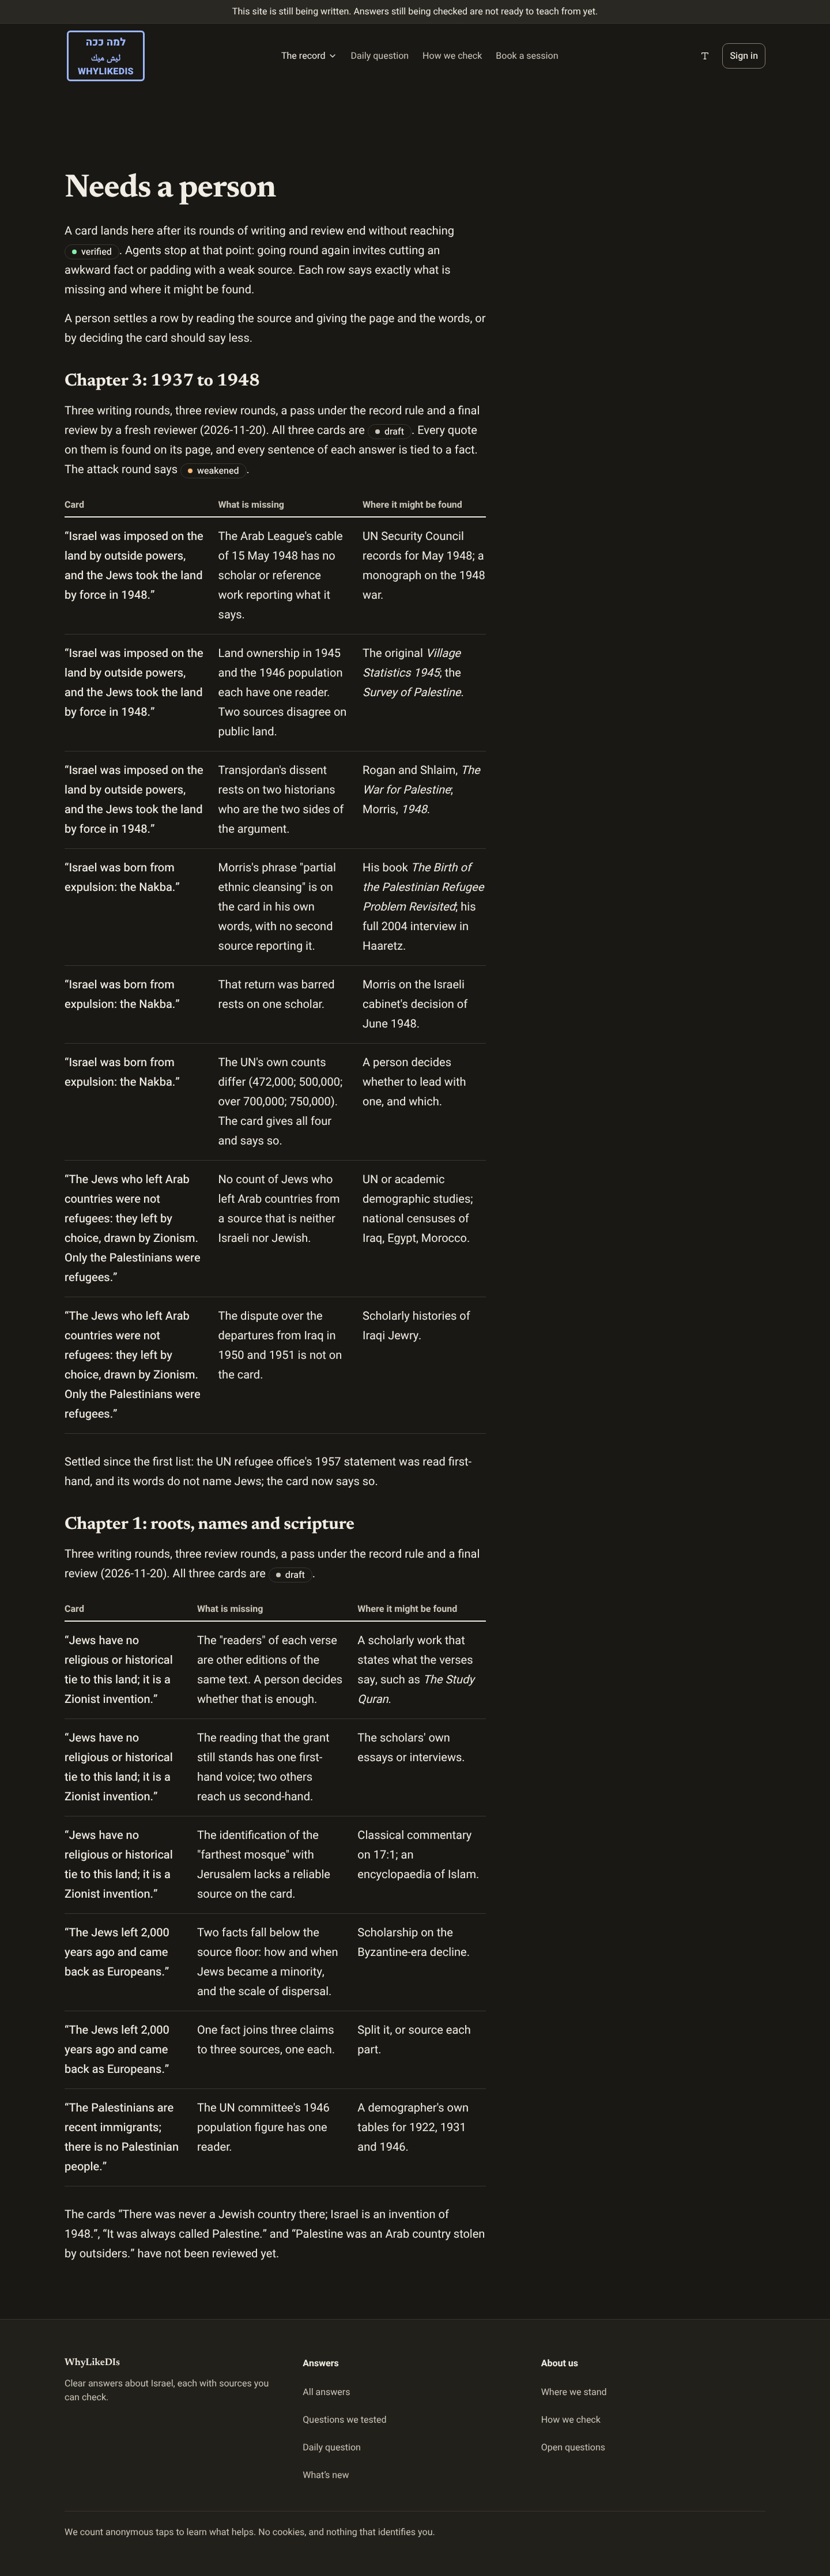 This site is still being written. Answers still being checked are not ready to teach from yet.
למה ככה
ليش هيك
WHYLIKEDIS
The record
Daily question
How we check
Book a session
Sign in
Needs a person
A card lands here after its rounds of writing and review end without reaching
verified. Agents stop at that point: going round again invites cutting an
awkward fact or padding with a weak source. Each row says exactly what is
missing and where it might be found.
A person settles a row by reading the source and giving the page and the words, or
by deciding the card should say less.
Chapter 3: 1937 to 1948
Three writing rounds, three review rounds, a pass under the record rule and a final
review by a fresh reviewer (2026-11-20). All three cards are draft. Every quote
on them is found on its page, and every sentence of each answer is tied to a fact.
The attack round says weakened.
Card
What is missing
Where it might be found
“Israel was imposed on the
land by outside powers,
and the Jews took the land
by force in 1948.”
The Arab League's cable
of 15 May 1948 has no
scholar or reference
work reporting what it
says.
UN Security Council
records for May 1948; a
monograph on the 1948
war.
“Israel was imposed on the
land by outside powers,
and the Jews took the land
by force in 1948.”
Land ownership in 1945
and the 1946 population
each have one reader.
Two sources disagree on
public land.
The original Village
Statistics 1945; the
Survey of Palestine.
“Israel was imposed on the
land by outside powers,
and the Jews took the land
by force in 1948.”
Transjordan's dissent
rests on two historians
who are the two sides of
the argument.
Rogan and Shlaim, The
War for Palestine;
Morris, 1948.
“Israel was born from
expulsion: the Nakba.”
Morris's phrase "partial
ethnic cleansing" is on
the card in his own
words, with no second
source reporting it.
His book The Birth of
the Palestinian Refugee
Problem Revisited; his
full 2004 interview in
Haaretz.
“Israel was born from
expulsion: the Nakba.”
That return was barred
rests on one scholar.
Morris on the Israeli
cabinet's decision of
June 1948.
“Israel was born from
expulsion: the Nakba.”
The UN's own counts
differ (472,000; 500,000;
over 700,000; 750,000).
The card gives all four
and says so.
A person decides
whether to lead with
one, and which.
“The Jews who left Arab
countries were not
refugees: they left by
choice, drawn by Zionism.
Only the Palestinians were
refugees.”
No count of Jews who
left Arab countries from
a source that is neither
Israeli nor Jewish.
UN or academic
demographic studies;
national censuses of
Iraq, Egypt, Morocco.
“The Jews who left Arab
countries were not
refugees: they left by
choice, drawn by Zionism.
Only the Palestinians were
refugees.”
The dispute over the
departures from Iraq in
1950 and 1951 is not on
the card.
Scholarly histories of
Iraqi Jewry.
Settled since the first list: the UN refugee office's 1957 statement was read first-
hand, and its words do not name Jews; the card now says so.
Chapter 1: roots, names and scripture
Three writing rounds, three review rounds, a pass under the record rule and a final
review (2026-11-20). All three cards are draft.
Card
What is missing
Where it might be found
“Jews have no
religious or historical
tie to this land; it is a
Zionist invention.”
The "readers" of each verse
are other editions of the
same text. A person decides
whether that is enough.
A scholarly work that
states what the verses
say, such as The Study
Quran.
“Jews have no
religious or historical
tie to this land; it is a
Zionist invention.”
The reading that the grant
still stands has one first-
hand voice; two others
reach us second-hand.
The scholars' own
essays or interviews.
“Jews have no
religious or historical
tie to this land; it is a
Zionist invention.”
The identification of the
"farthest mosque" with
Jerusalem lacks a reliable
source on the card.
Classical commentary
on 17:1; an
encyclopaedia of Islam.
“The Jews left 2,000
years ago and came
back as Europeans.”
Two facts fall below the
source floor: how and when
Jews became a minority,
and the scale of dispersal.
Scholarship on the
Byzantine-era decline.
“The Jews left 2,000
years ago and came
back as Europeans.”
One fact joins three claims
to three sources, one each.
Split it, or source each
part.
“The Palestinians are
recent immigrants;
there is no Palestinian
people.”
The UN committee's 1946
population figure has one
reader.
A demographer's own
tables for 1922, 1931
and 1946.
The cards “There was never a Jewish country there; Israel is an invention of
1948.”, “It was always called Palestine.” and “Palestine was an Arab country stolen
by outsiders.” have not been reviewed yet.
WhyLikeDIs
Clear answers about Israel, each with sources you
can check.
Answers
All answers
Questions we tested
Daily question
What's new
About us
Where we stand
How we check
Open questions
We count anonymous taps to learn what helps. No cookies, and nothing that identifies you.